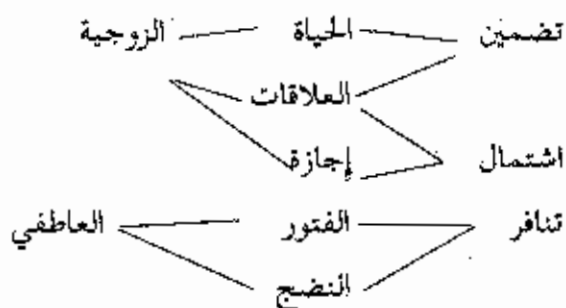 تضمين الحياة الزوجية
العلاقات
اشتمال إجازة
تنافر الفتور العاطفي
النضج